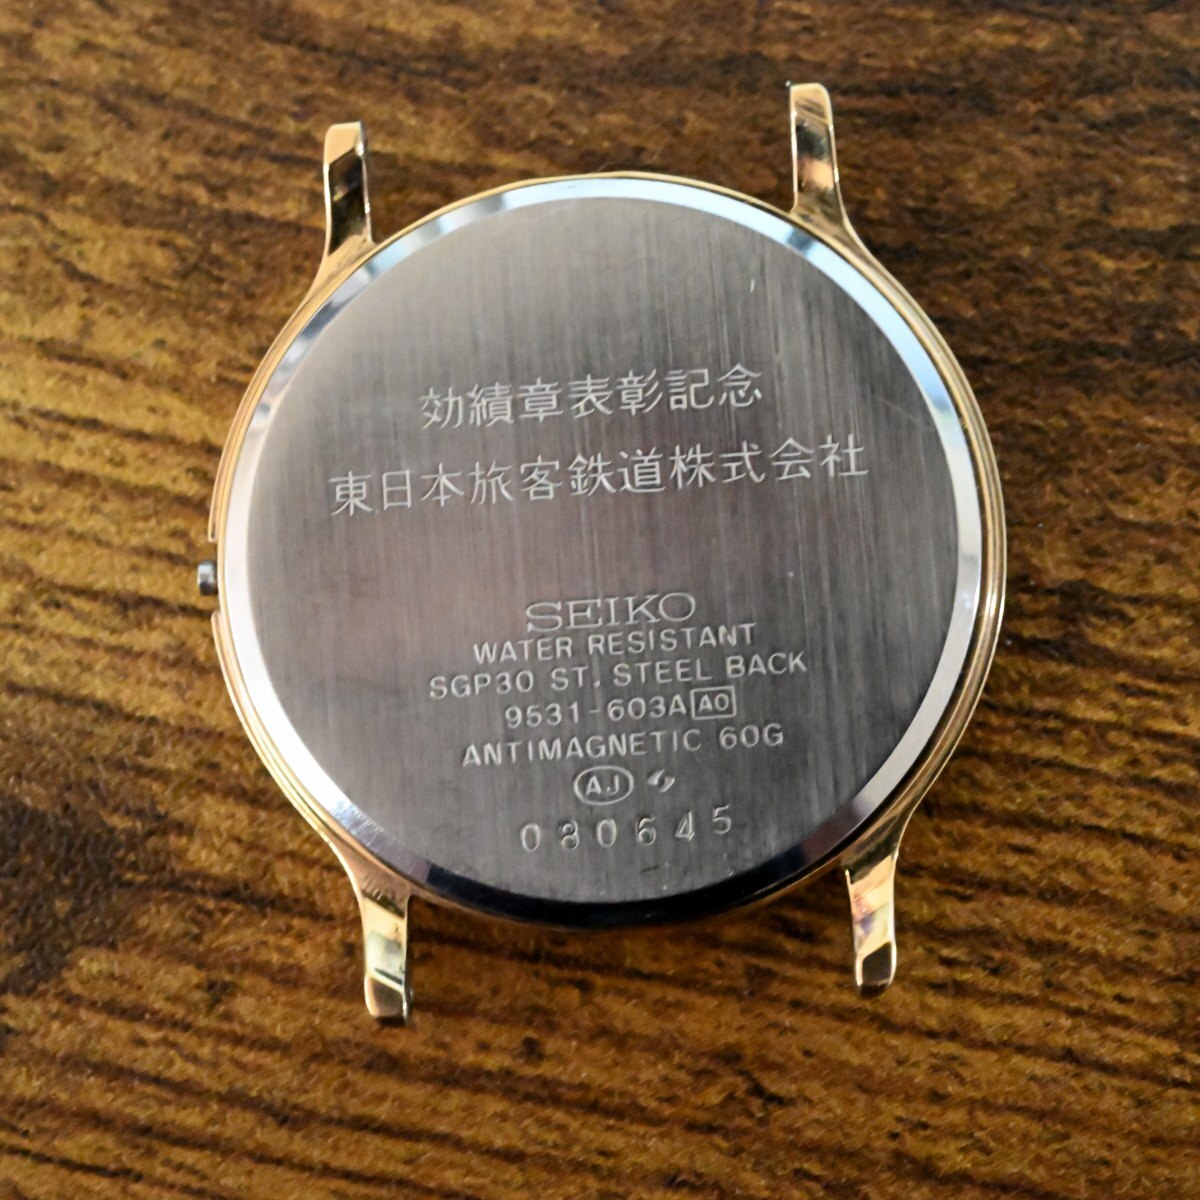 効績章表彰記念
東日本旅客鉄道株式会社
SEIKO
WATER RESISTANT
SGP30 ST. STEEL BACK
9531-603A AO
ANTIMAGNETIC 60G
AJ
080645